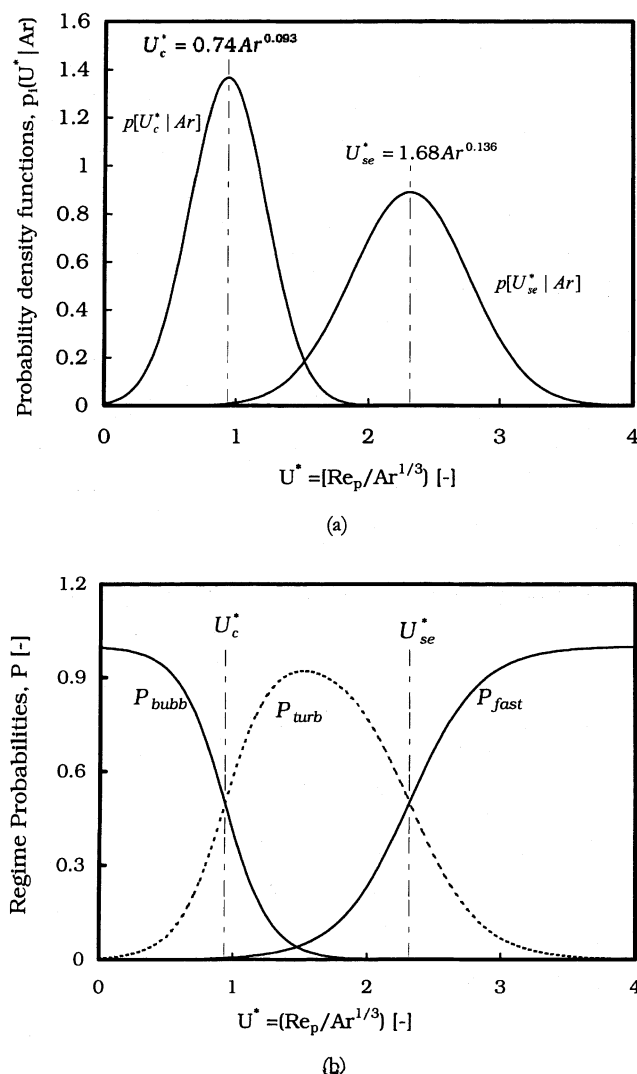 U*c = 0.74Ar^0.093
p[U*c | Ar]
U*se = 1.68Ar^0.136
p[U*se | Ar]
Probability density functions, pi(U* | Ar)
1.6
1.4
1.2
1
0.8
0.6
0.4
0.2
0
0 1 2 3 4
U* =[Rep/Ar^1/3) [-]
(a)
U*c
U*se
Pbubb
Pturb
Pfast
Regime Probabilities, P [-]
1.2
0.9
0.6
0.3
0
0 1 2 3 4
U* =(Rep/Ar^1/3) [-]
(b)